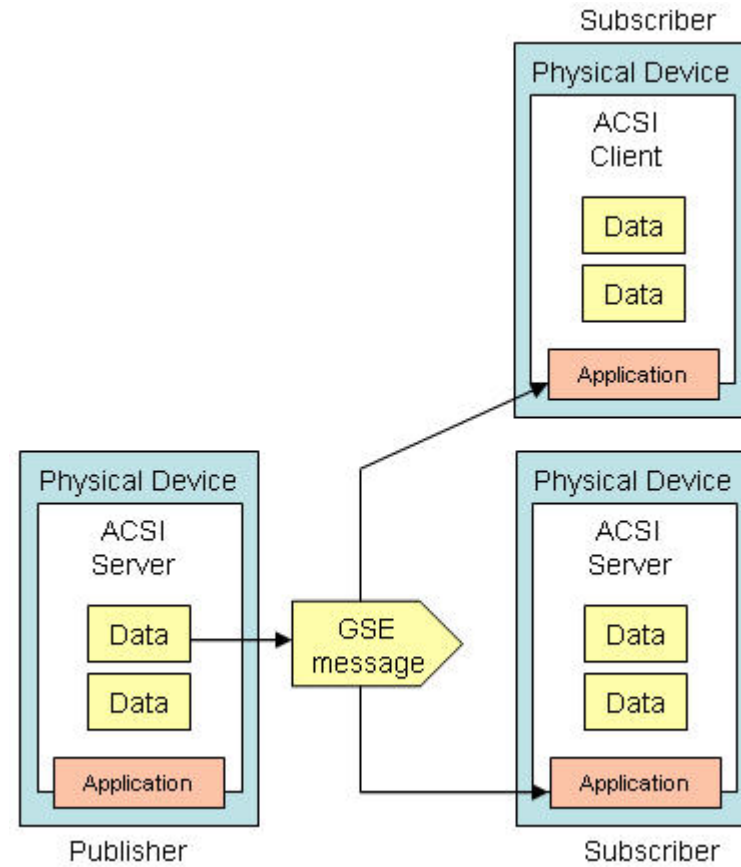 Subscriber
Physical Device
ACSI
Client
Data
Data
Application
Physical Device
ACSI
Server
Data
Data
Application
Publisher
GSE
message
Physical Device
ACSI
Server
Data
Data
Application
Subscriber